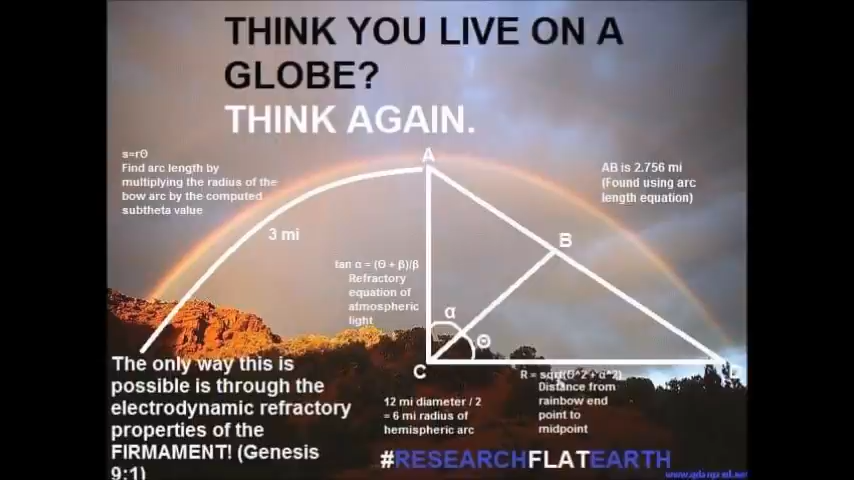 THINK YOU LIVE ON A
GLOBE?
THINK AGAIN.
s=rΘ
Find arc length by
multiplying the radius of the
bow arc by the computed
subtheta value
A
AB is 2.756 mi
(Found using arc
length equation)
3 mi
B
tan α = (Θ + β)/β
Refractory
equation of
atmospheric
light
α
Θ
C
The only way this is
possible is through the
electrodynamic refractory
properties of the
FIRMAMENT! (Genesis
9:1)
12 mi diameter / 2
= 6 mi radius of
hemispheric arc
R = sqrt(Θ^2 + α^2)
Distance from
rainbow end
point to
midpoint
#RESEARCHFLATEARTH